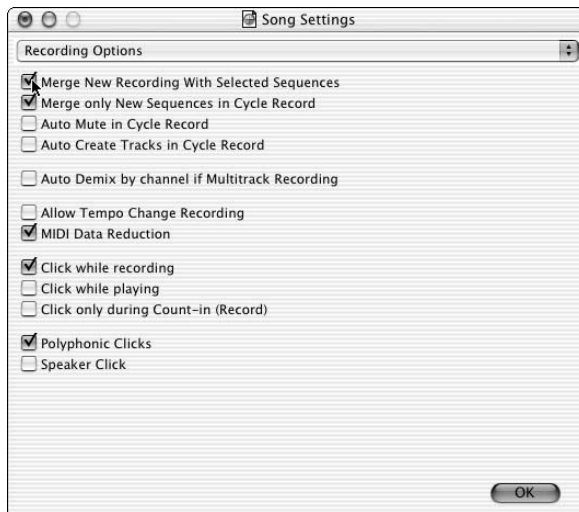 Song Settings
Recording Options
Merge New Recording With Selected Sequences
Merge only New Sequences in Cycle Record
Auto Mute in Cycle Record
Auto Create Tracks in Cycle Record
Auto Demix by channel if Multitrack Recording
Allow Tempo Change Recording
MIDI Data Reduction
Click while recording
Click while playing
Click only during Count-in (Record)
Polyphonic Clicks
Speaker Click
OK